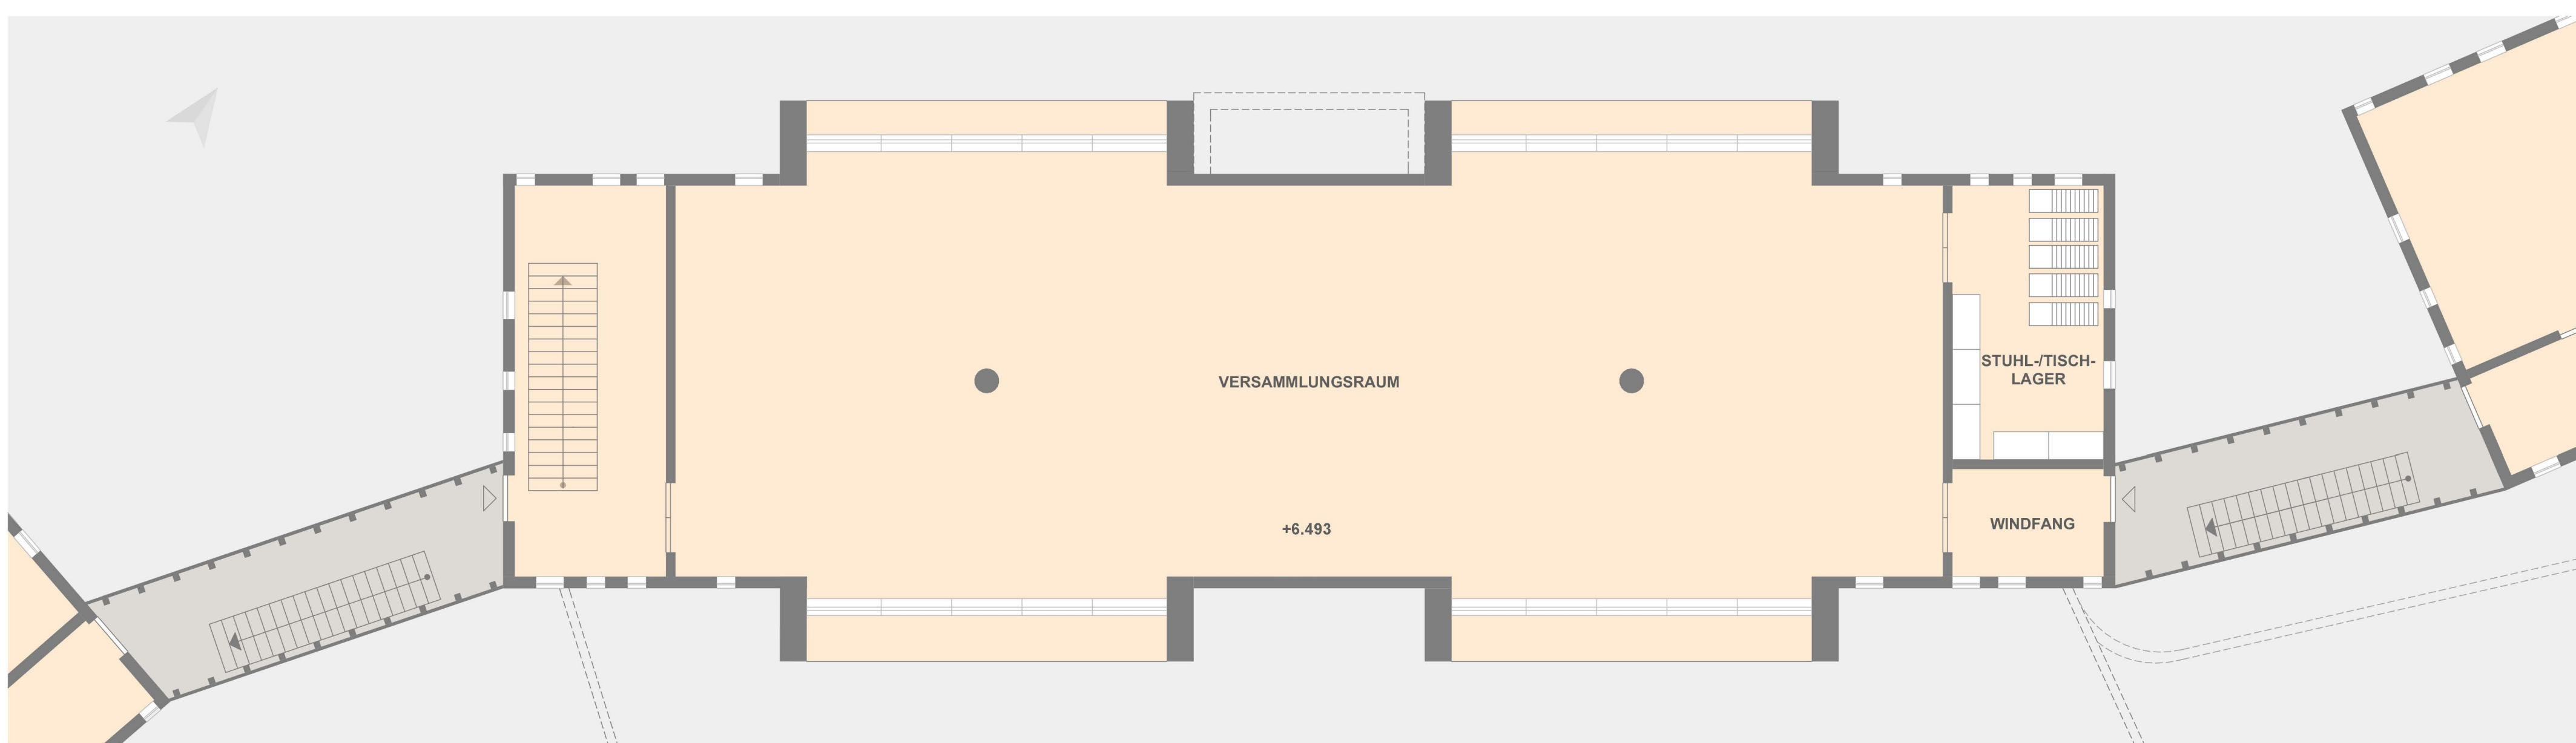 VERSAMMLUNGSRAUM
+6.493
STUHL-/TISCH-
LAGER
WINDFANG